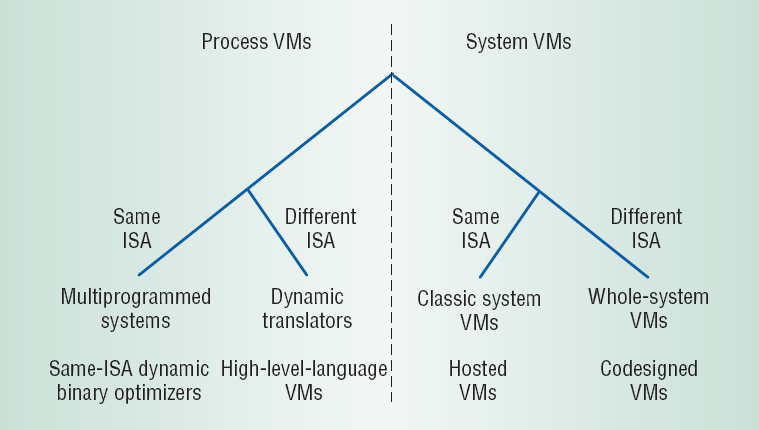 Process VMs
System VMs
Same
ISA
Different
ISA
Same
ISA
Different
ISA
Multiprogrammed
systems
Dynamic
translators
Classic system
VMs
Whole-system
VMs
Same-ISA dynamic
binary optimizers
High-level-language
VMs
Hosted
VMs
Codesigned
VMs